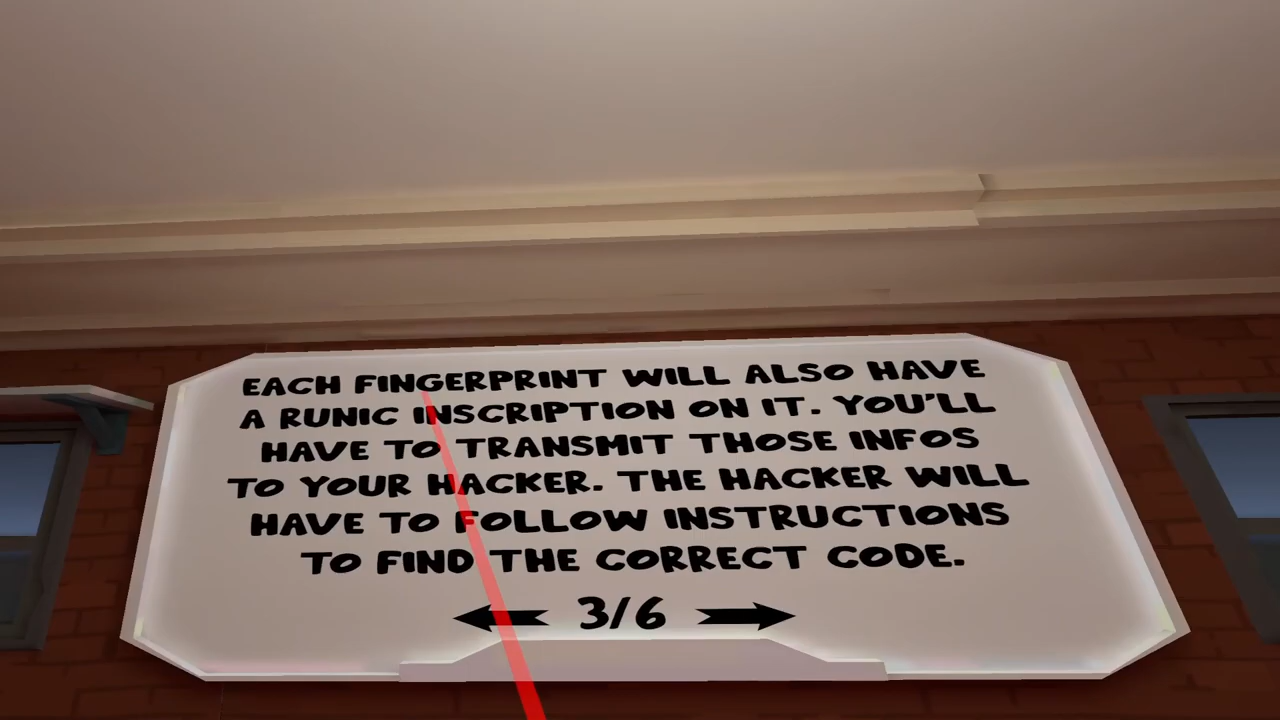 EACH FINGERPRINT WILL ALSO HAVE
A RUNIC INSCRIPTION ON IT. YOU'LL
HAVE TO TRANSMIT THOSE INFOS
TO YOUR HACKER. THE HACKER WILL
HAVE TO FOLLOW INSTRUCTIONS
TO FIND THE CORRECT CODE.
3/6